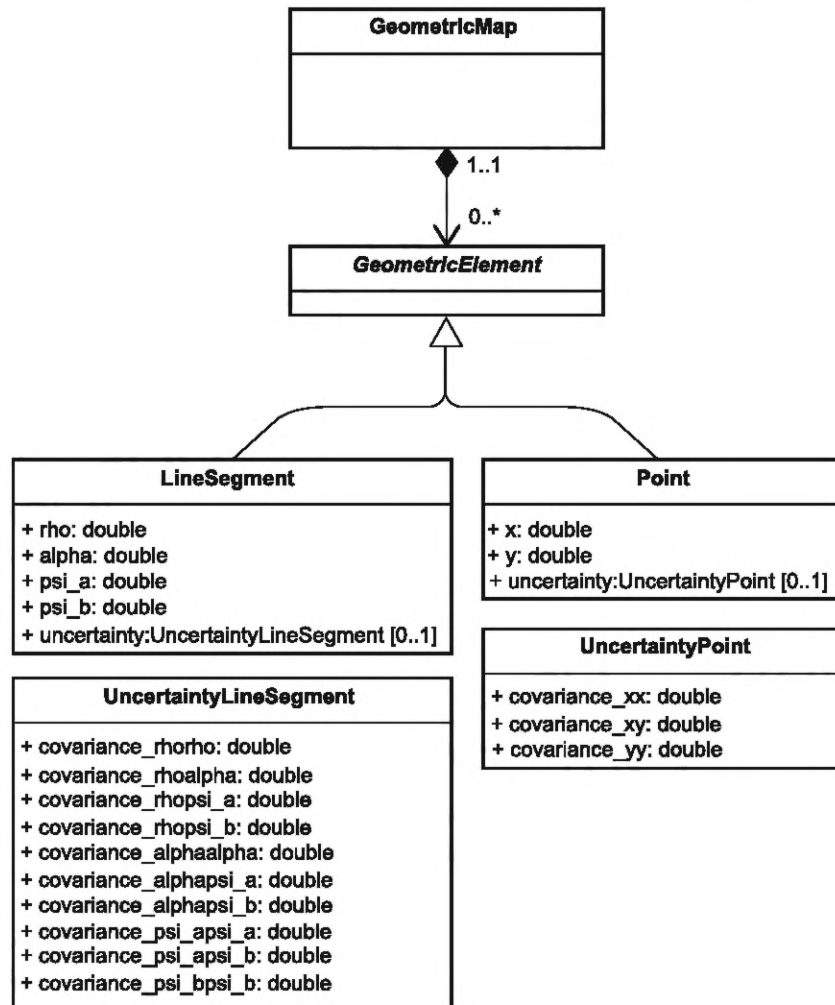 GeometricMap
1..1
0..*
GeometricElement
LineSegment
+ rho: double
+ alpha: double
+ psi_a: double
+ psi_b: double
+ uncertainty:UncertaintyLineSegment [0..1]
Point
+ x: double
+ y: double
+ uncertainty:UncertaintyPoint [0..1]
UncertaintyPoint
+ covariance_xx: double
+ covariance_xy: double
+ covariance_yy: double
UncertaintyLineSegment
+ covariance_rhorho: double
+ covariance_rhoalpha: double
+ covariance_rhopsi_a: double
+ covariance_rhopsi_b: double
+ covariance_alphaalpha: double
+ covariance_alphapsi_a: double
+ covariance_alphapsi_b: double
+ covariance_psi_apsi_a: double
+ covariance_psi_apsi_b: double
+ covariance_psi_bpsi_b: double